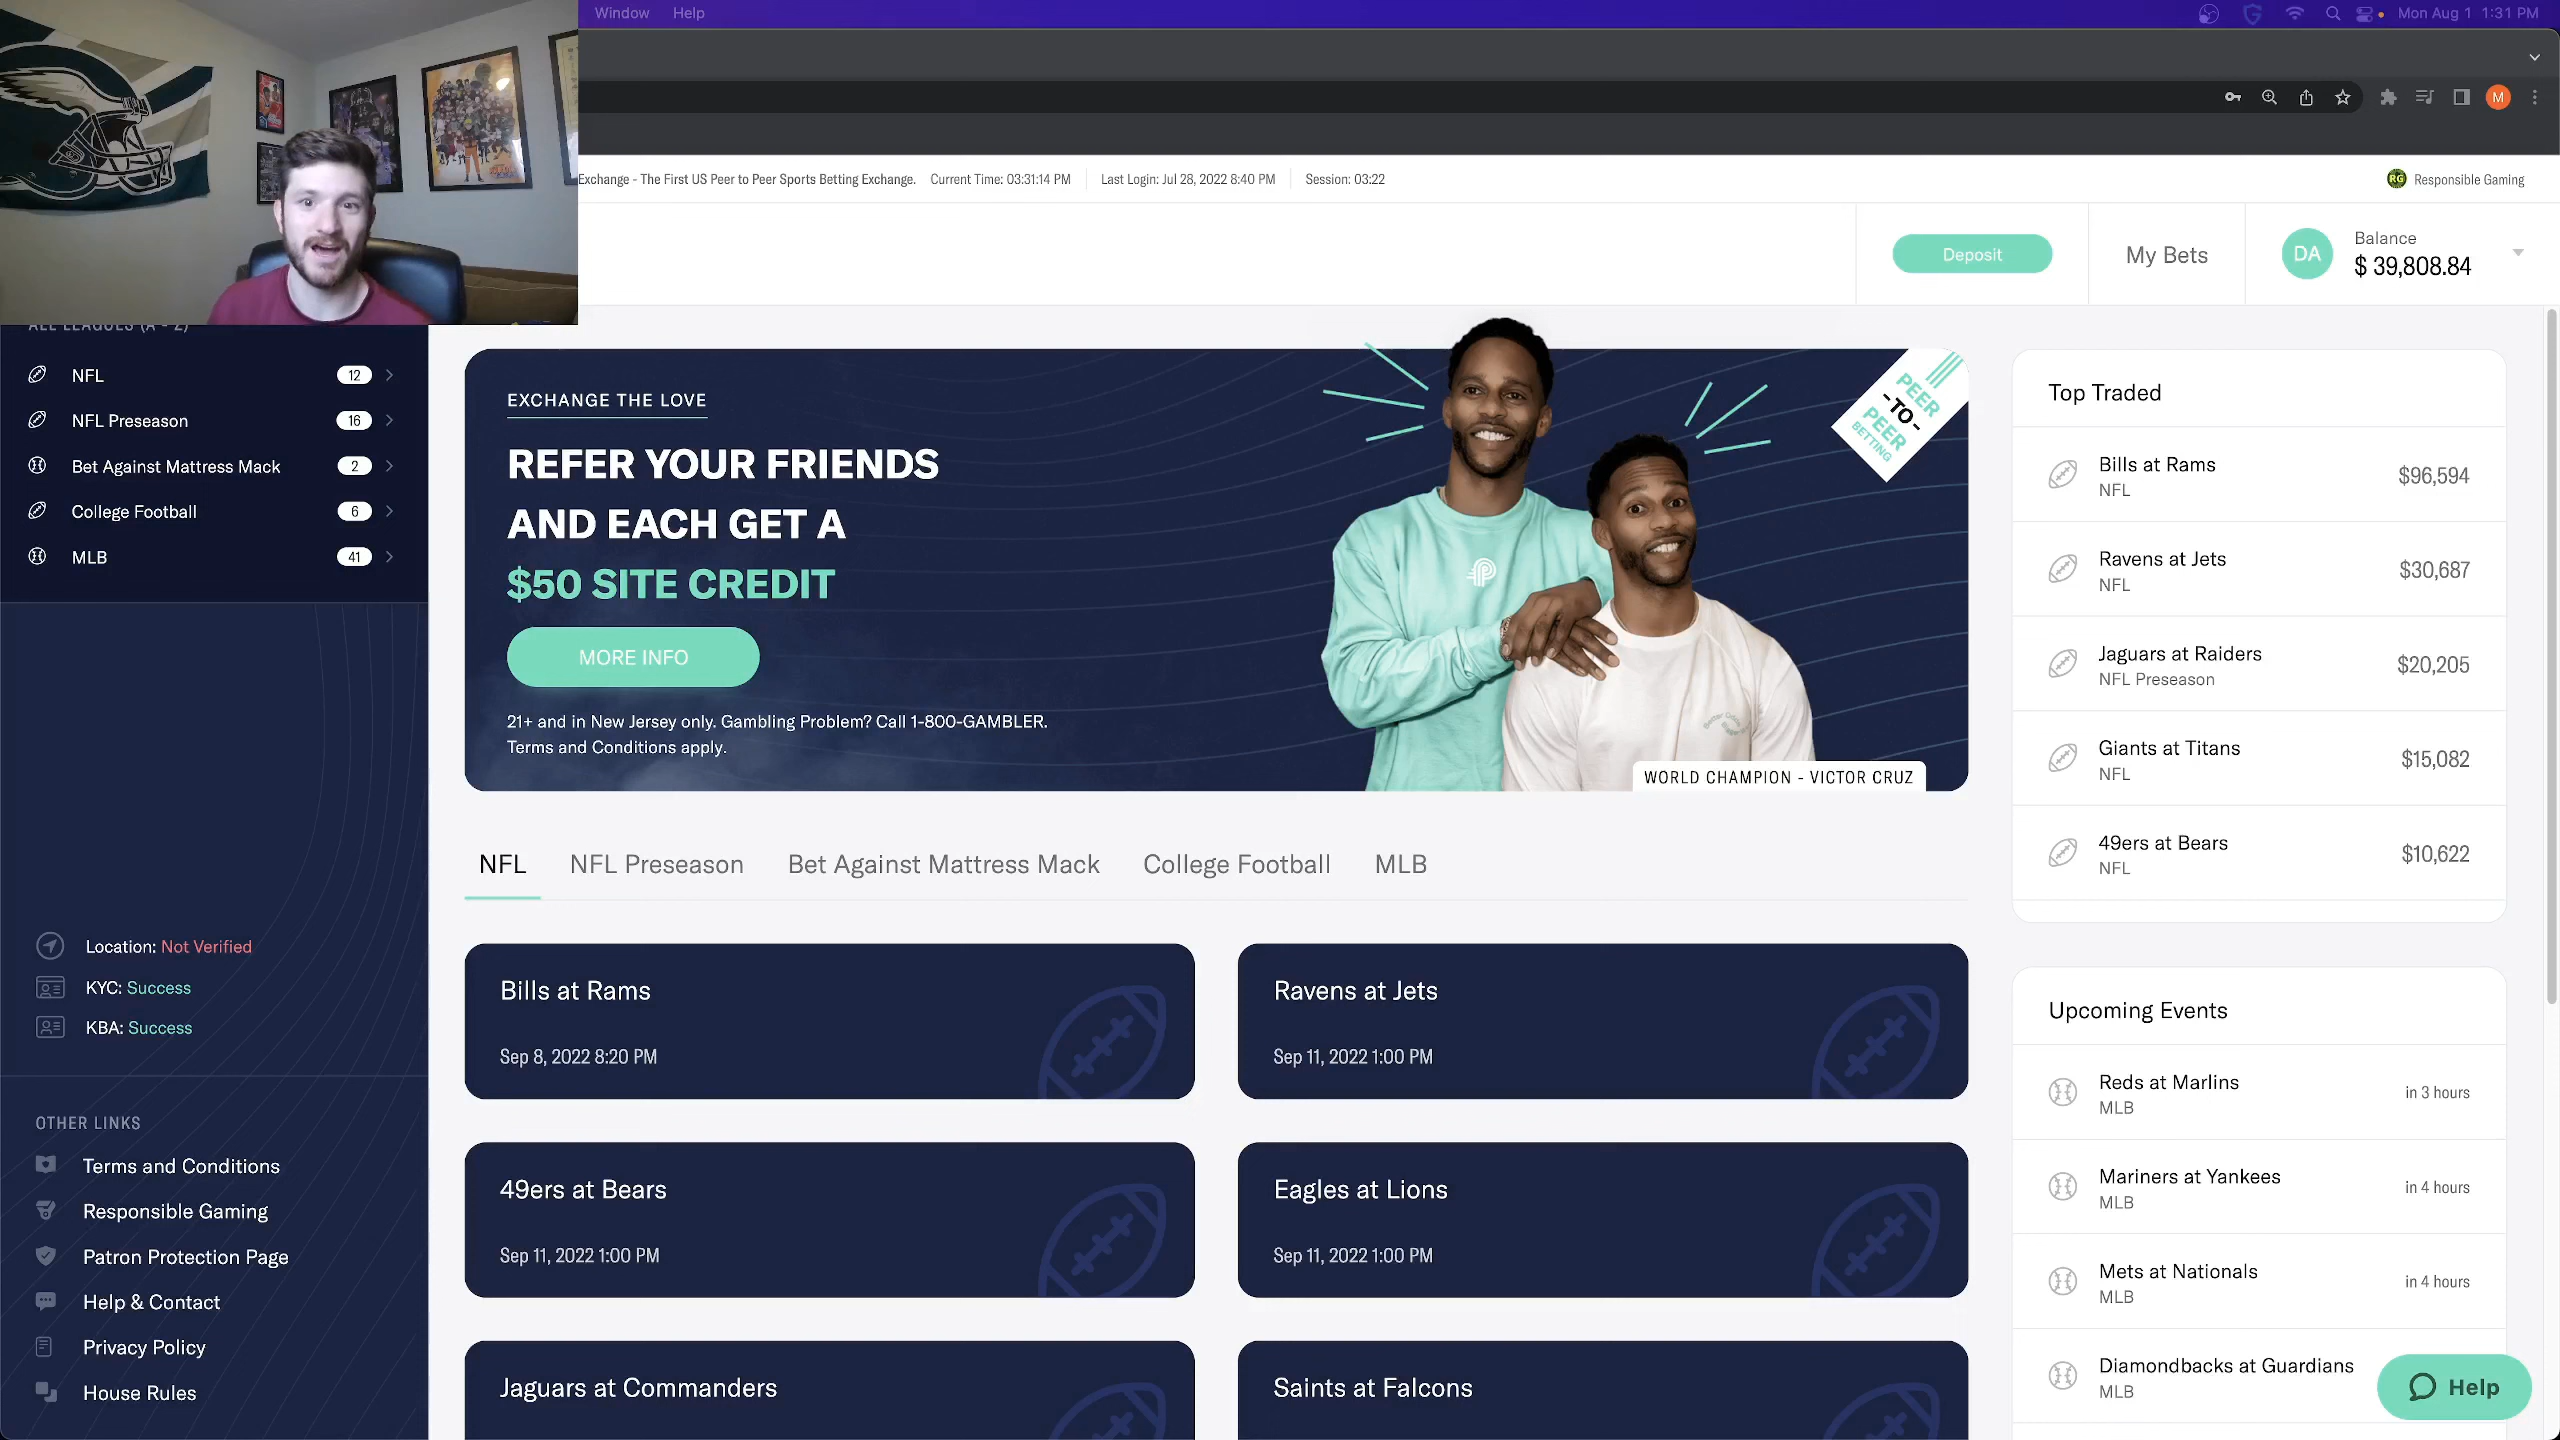 Window Help
Mon Aug 1 1:31 PM
M
Exchange - The First US Peer to Peer Sports Betting Exchange. Current Time: 03:31:14 PM Last Login: Jul 28, 2022 8:40 PM Session: 03:22
RG Responsible Gaming
Deposit
My Bets
DA
Balance
$ 39,808.84
ALL LEAGUES (A - Z)
NFL 12
NFL Preseason 16
Bet Against Mattress Mack 2
College Football 6
MLB 41
Location: Not Verified
KYC: Success
KBA: Success
OTHER LINKS
Terms and Conditions
Responsible Gaming
Patron Protection Page
Help & Contact
Privacy Policy
House Rules
EXCHANGE THE LOVE
REFER YOUR FRIENDS
AND EACH GET A
$50 SITE CREDIT
MORE INFO
21+ and in New Jersey only. Gambling Problem? Call 1-800-GAMBLER.
Terms and Conditions apply.
PEER
-TO-
PEER
BETTING
WORLD CHAMPION - VICTOR CRUZ
NFL NFL Preseason Bet Against Mattress Mack College Football MLB
Bills at Rams
Sep 8, 2022 8:20 PM
Ravens at Jets
Sep 11, 2022 1:00 PM
49ers at Bears
Sep 11, 2022 1:00 PM
Eagles at Lions
Sep 11, 2022 1:00 PM
Jaguars at Commanders
Saints at Falcons
Top Traded
Bills at Rams $96,594
NFL
Ravens at Jets $30,687
NFL
Jaguars at Raiders $20,205
NFL Preseason
Giants at Titans $15,082
NFL
49ers at Bears $10,622
NFL
Upcoming Events
Reds at Marlins in 3 hours
MLB
Mariners at Yankees in 4 hours
MLB
Mets at Nationals in 4 hours
MLB
Diamondbacks at Guardians
MLB
Help